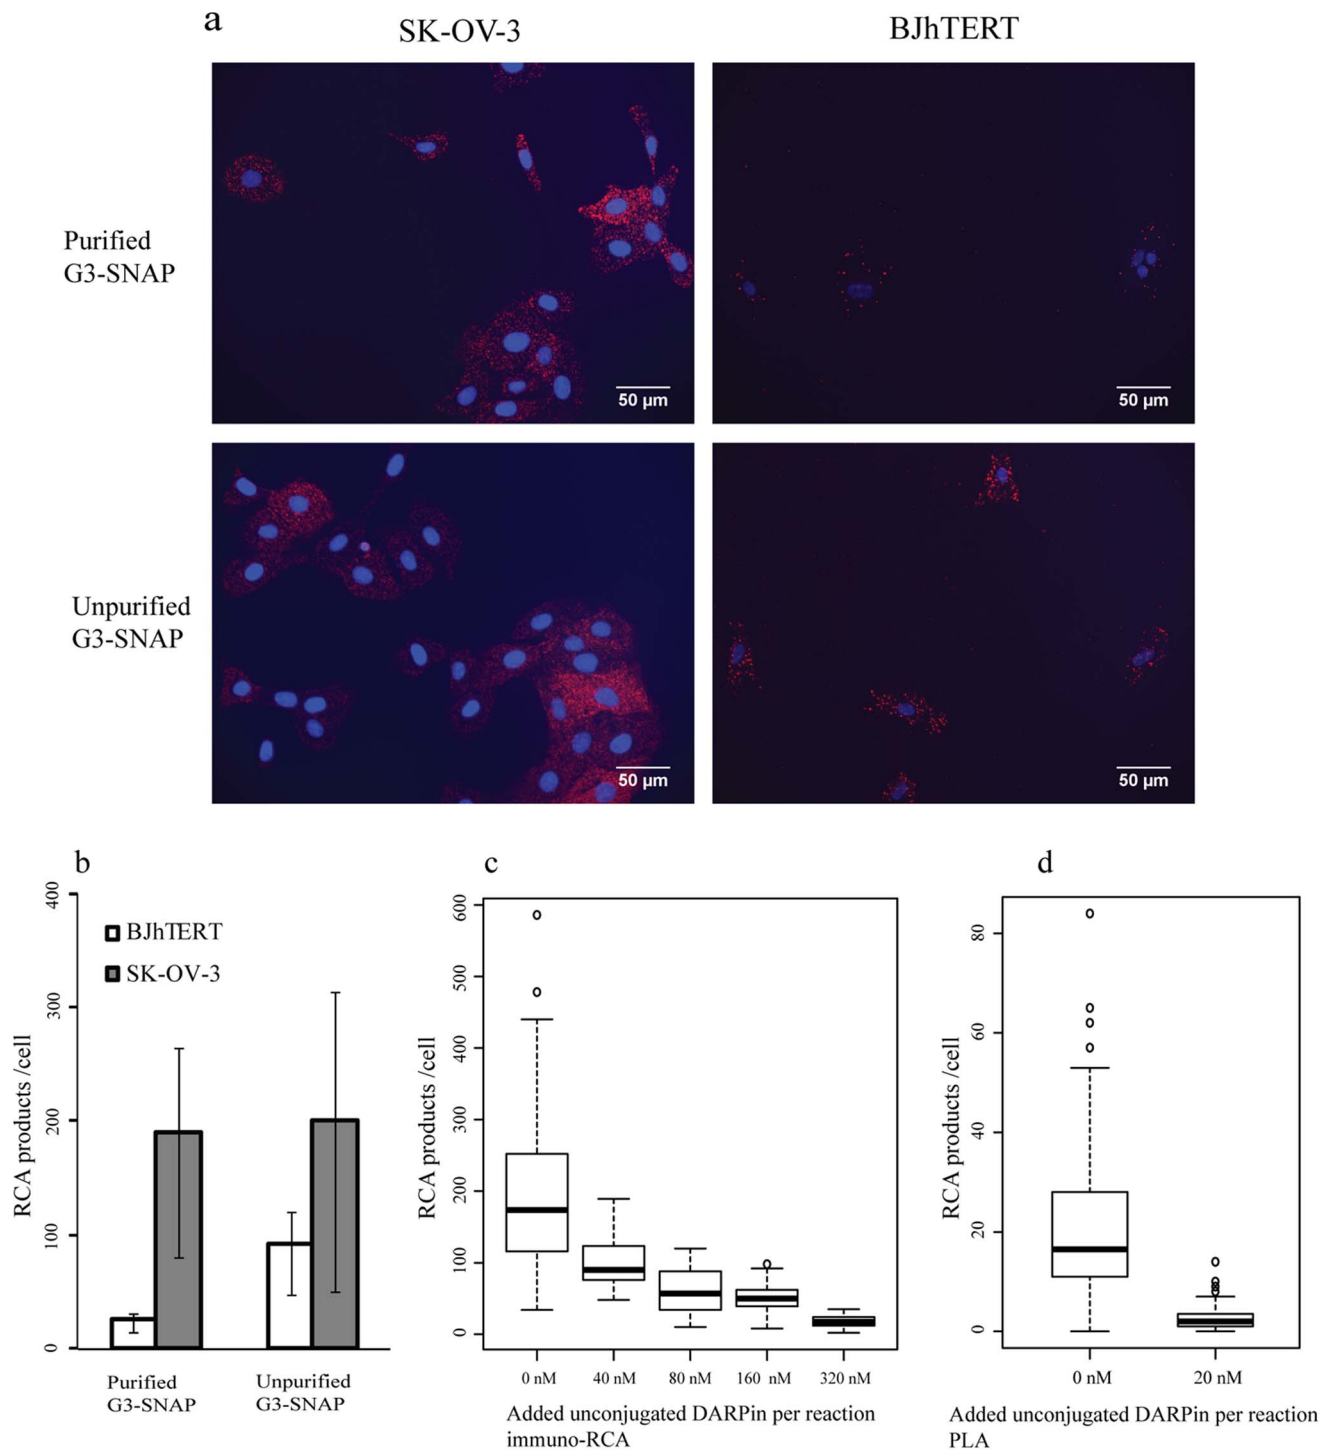 a
SK-OV-3
BJhTERT
Purified
G3-SNAP
50 µm
50 µm
Unpurified
G3-SNAP
50 µm
50 µm
b
400
300
200
100
0
RCA products /cell
BJhTERT
SK-OV-3
Purified
G3-SNAP
Unpurified
G3-SNAP
c
600
500
400
300
200
100
0
RCA products /cell
0 nM 40 nM 80 nM 160 nM 320 nM
Added unconjugated DARPin per reaction
immuno-RCA
d
80
60
40
20
0
RCA products /cell
0 nM 20 nM
Added unconjugated DARPin per reaction
PLA